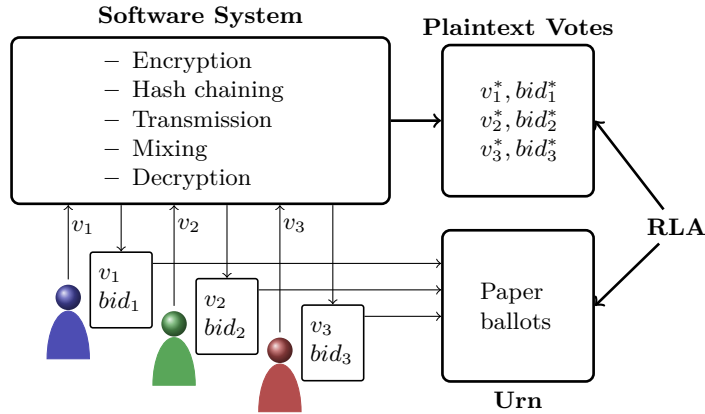 Software System
– Encryption
– Hash chaining
– Transmission
– Mixing
– Decryption
Plaintext Votes
v₁*, bid₁*
v₂*, bid₂*
v₃*, bid₃*
RLA
v₁
v₂
v₃
v₁
bid₁
v₂
bid₂
v₃
bid₃
Paper
ballots
Urn